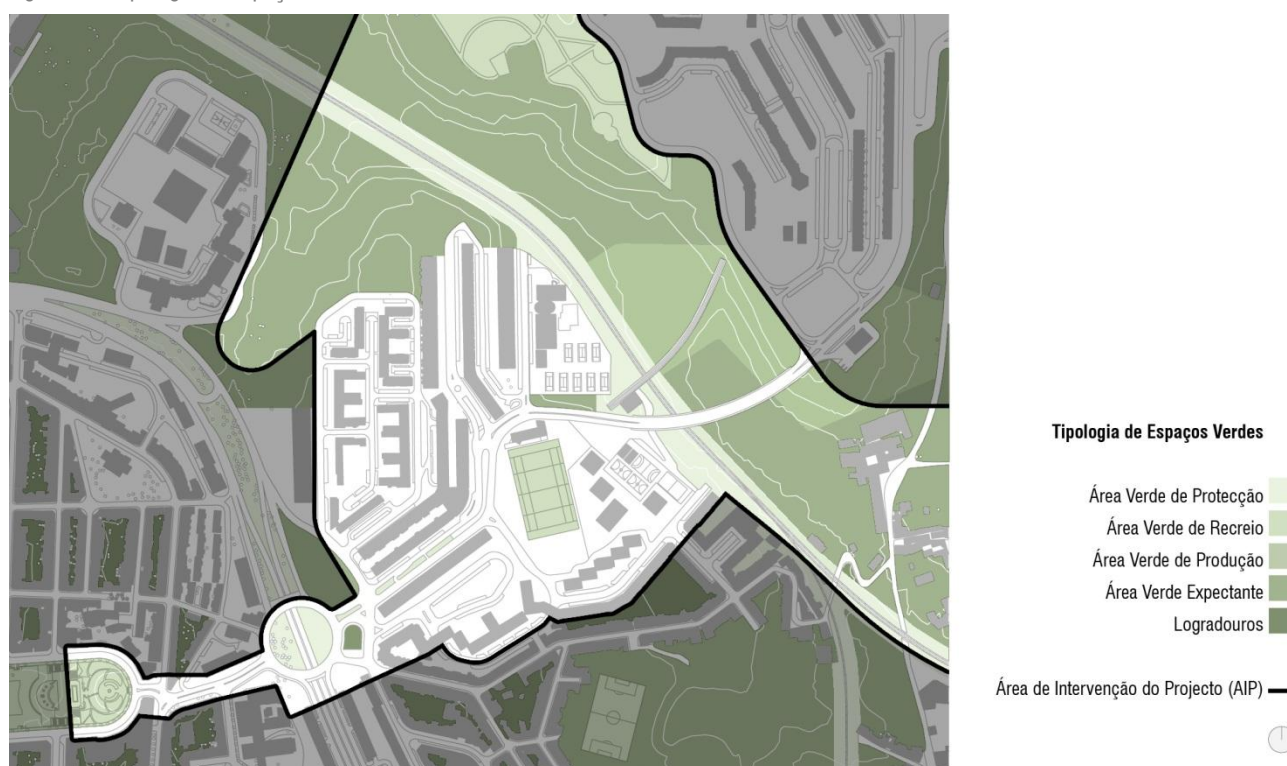 Tipologia de Espaços Verdes
Área Verde de Protecção
Área Verde de Recreio
Área Verde de Produção
Área Verde Expectante
Logradouros
Área de Intervenção do Projecto (AIP)